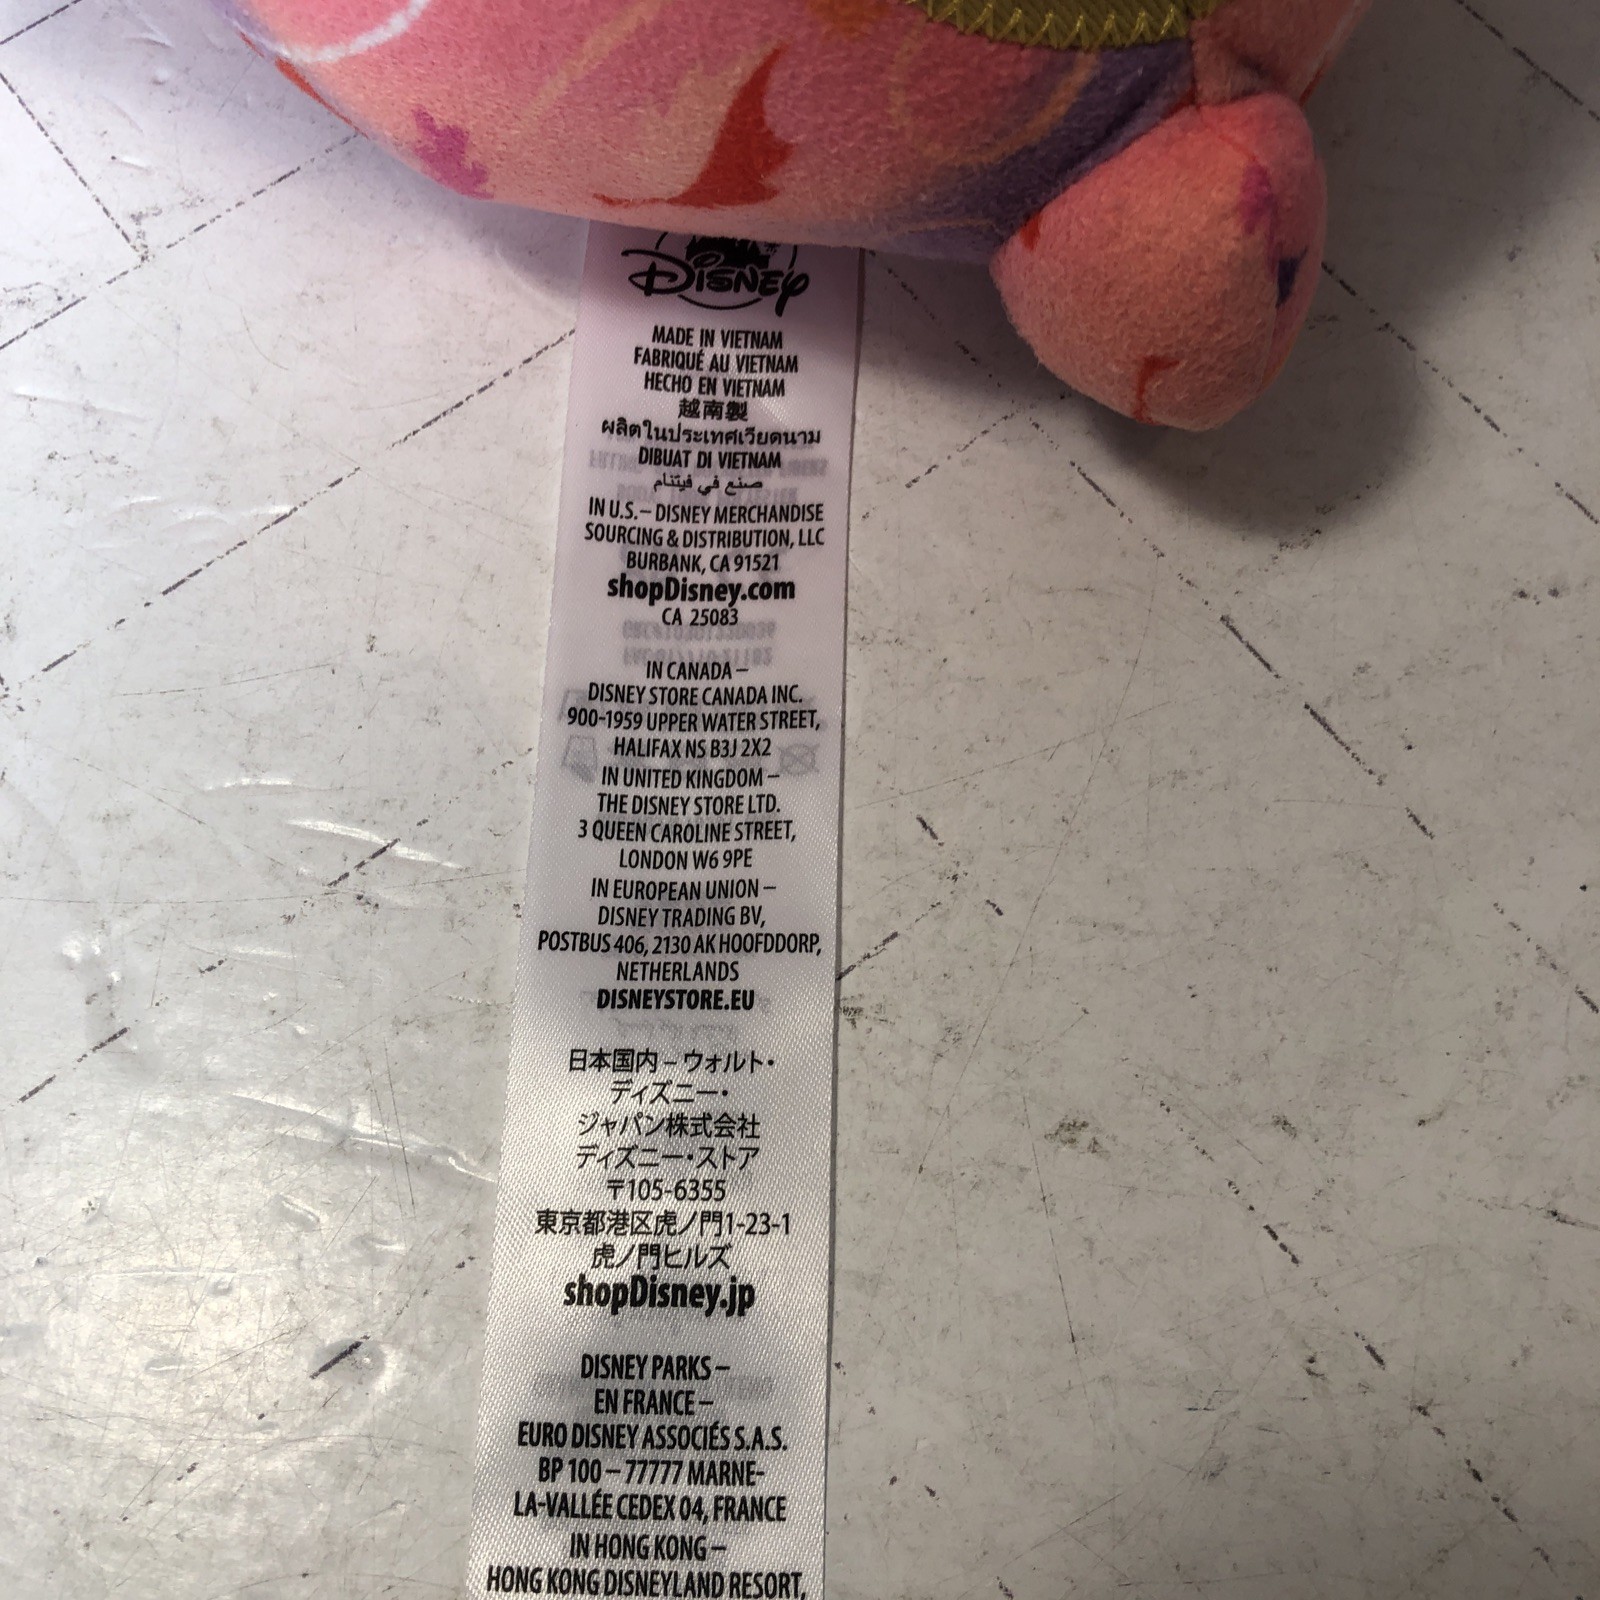 Disney
MADE IN VIETNAM
FABRIQUÉ AU VIETNAM
HECHO EN VIETNAM
越南製
ผลิตในประเทศเวียดนาม
DIBUAT DI VIETNAM
صنع في فيتنام
IN U.S.– DISNEY MERCHANDISE
SOURCING & DISTRIBUTION, LLC
BURBANK, CA 91521
shopDisney.com
CA 25083
IN CANADA –
DISNEY STORE CANADA INC.
900-1959 UPPER WATER STREET,
HALIFAX NS B3J 2X2
IN UNITED KINGDOM –
THE DISNEY STORE LTD.
3 QUEEN CAROLINE STREET,
LONDON W6 9PE
IN EUROPEAN UNION –
DISNEY TRADING BV,
POSTBUS 406, 2130 AK HOOFDDORP,
NETHERLANDS
DISNEYSTORE.EU
日本国内 – ウォルト・
ディズニー・
ジャパン株式会社
ディズニー・ストア
〒105-6355
東京都港区虎ノ門1-23-1
虎ノ門ヒルズ
shopDisney.jp
DISNEY PARKS –
EN FRANCE –
EURO DISNEY ASSOCIÉS S.A.S.
BP 100 – 77777 MARNE-
LA-VALLÉE CEDEX 04, FRANCE
IN HONG KONG –
HONG KONG DISNEYLAND RESORT,